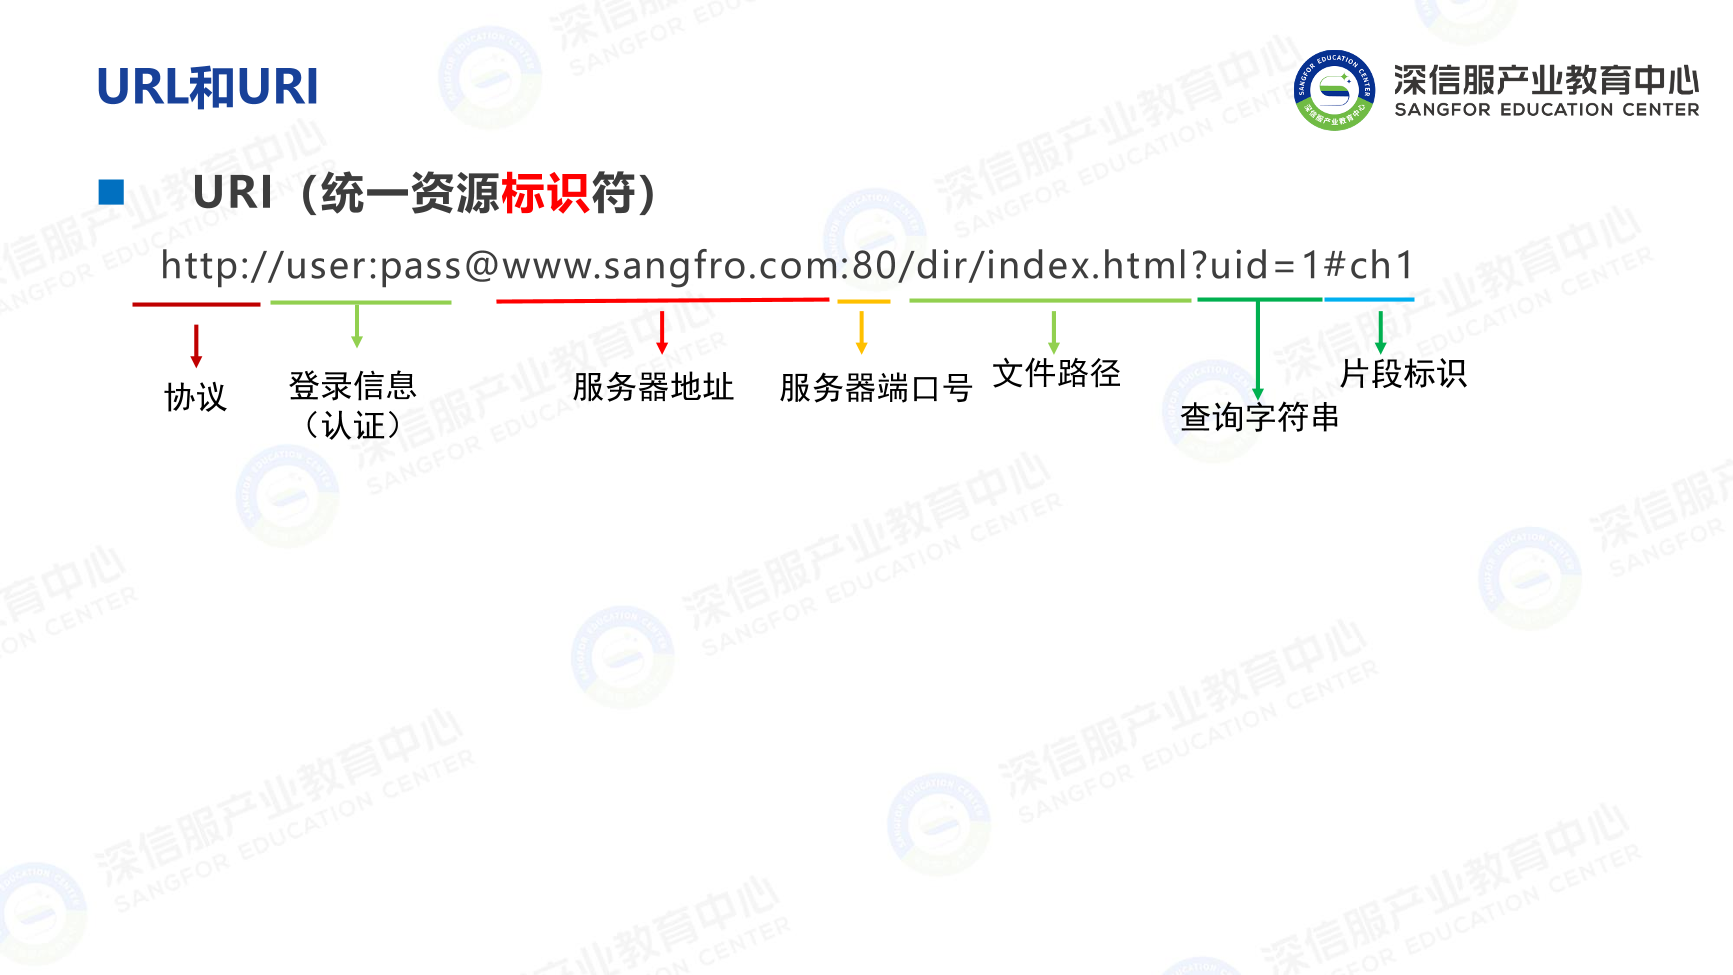 URL和URI
深信服产业教育中心
SANGFOR EDUCATION CENTER
URI（统一资源标识符）
http://user:pass@www.sangfro.com:80/dir/index.html?uid=1#ch1
协议
登录信息
（认证）
服务器地址
服务器端口号
文件路径
查询字符串
片段标识